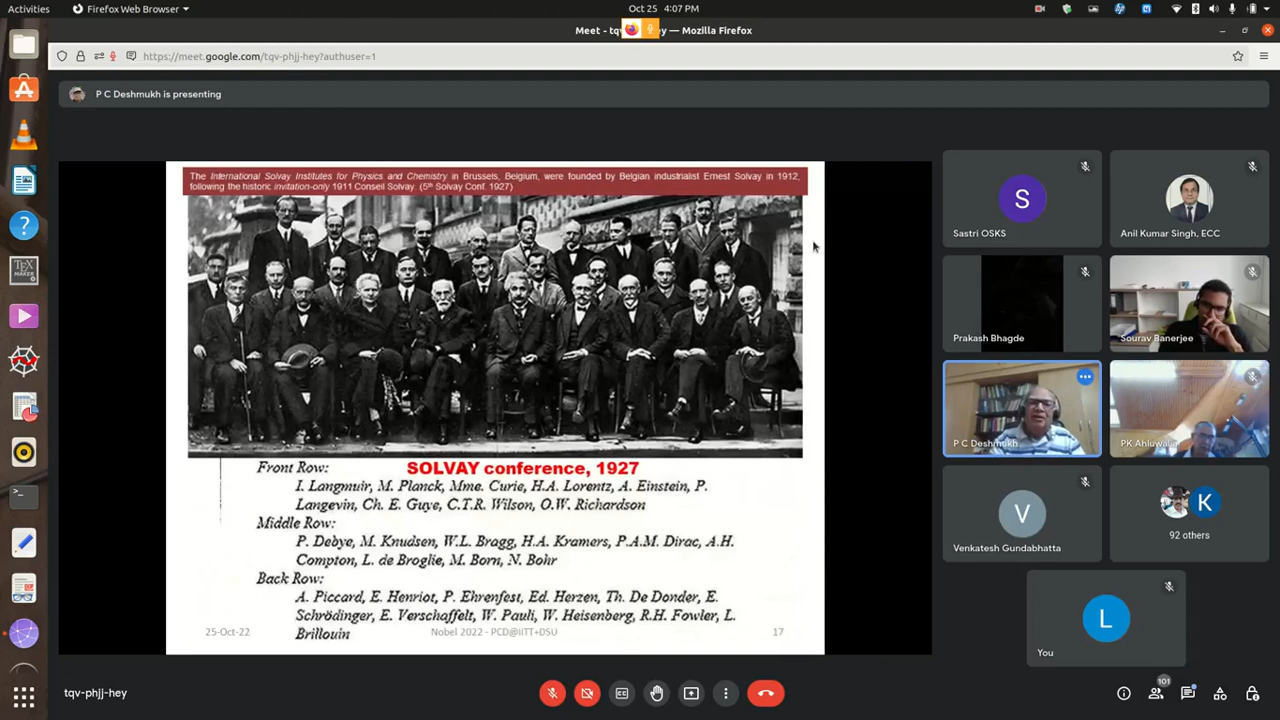 Activities
Firefox Web Browser
Oct 25 4:07 PM
Meet - tqv-phjj-hey — Mozilla Firefox
https://meet.google.com/tqv-phjj-hey?authuser=1
P C Deshmukh is presenting
The International Solvay Institutes for Physics and Chemistry in Brussels, Belgium, were founded by Belgian industrialist Ernest Solvay in 1912,
following the historic invitation-only 1911 Conseil Solvay. (5th Solvay Conf. 1927)
Front Row:
SOLVAY conference, 1927
I. Langmuir, M. Planck, Mme. Curie, H.A. Lorentz, A. Einstein, P.
Langevin, Ch. E. Guye, C.T.R. Wilson, O.W. Richardson
Middle Row:
P. Debye, M. Knudsen, W.L. Bragg, H.A. Kramers, P.A.M. Dirac, A.H.
Compton, L. de Broglie, M. Born, N. Bohr
Back Row:
A. Piccard, E. Henriot, P. Ehrenfest, Ed. Herzen, Th. De Donder, E.
Schrödinger, E. Verschaffelt, W. Pauli, W. Heisenberg, R.H. Fowler, L.
Brillouin
25-Oct-22
Nobel 2022 - PCD@IITT+DSU
17
S
Sastri OSKS
Anil Kumar Singh, ECC
Prakash Bhagde
Sourav Banerjee
P C Deshmukh
PK Ahluwalia
V
Venkatesh Gundabhatta
K
92 others
L
You
tqv-phjj-hey
101